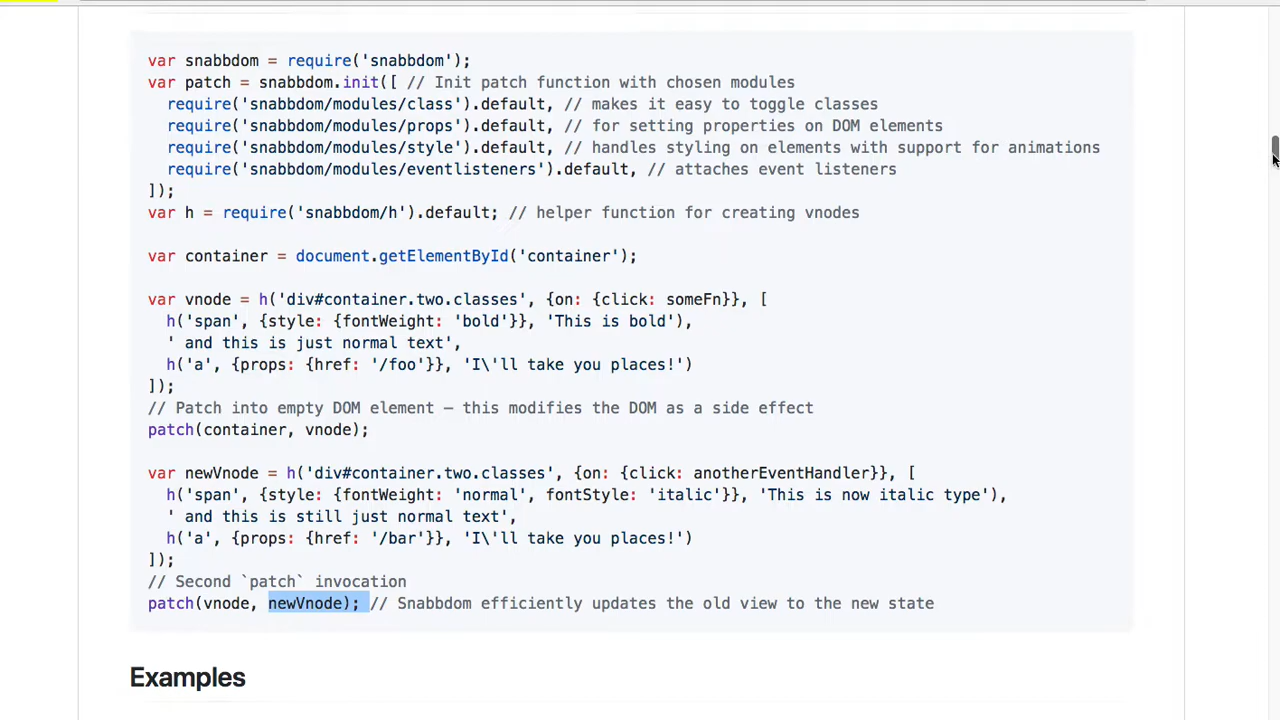 var snabbdom = require('snabbdom');
var patch = snabbdom.init([ // Init patch function with chosen modules
  require('snabbdom/modules/class').default, // makes it easy to toggle classes
  require('snabbdom/modules/props').default, // for setting properties on DOM elements
  require('snabbdom/modules/style').default, // handles styling on elements with support for animations
  require('snabbdom/modules/eventlisteners').default, // attaches event listeners
]);
var h = require('snabbdom/h').default; // helper function for creating vnodes

var container = document.getElementById('container');

var vnode = h('div#container.two.classes', {on: {click: someFn}}, [
  h('span', {style: {fontWeight: 'bold'}}, 'This is bold'),
  ' and this is just normal text',
  h('a', {props: {href: '/foo'}}, 'I\'ll take you places!')
]);
// Patch into empty DOM element – this modifies the DOM as a side effect
patch(container, vnode);

var newVnode = h('div#container.two.classes', {on: {click: anotherEventHandler}}, [
  h('span', {style: {fontWeight: 'normal', fontStyle: 'italic'}}, 'This is now italic type'),
  ' and this is still just normal text',
  h('a', {props: {href: '/bar'}}, 'I\'ll take you places!')
]);
// Second `patch` invocation
patch(vnode, newVnode); // Snabbdom efficiently updates the old view to the new state

Examples